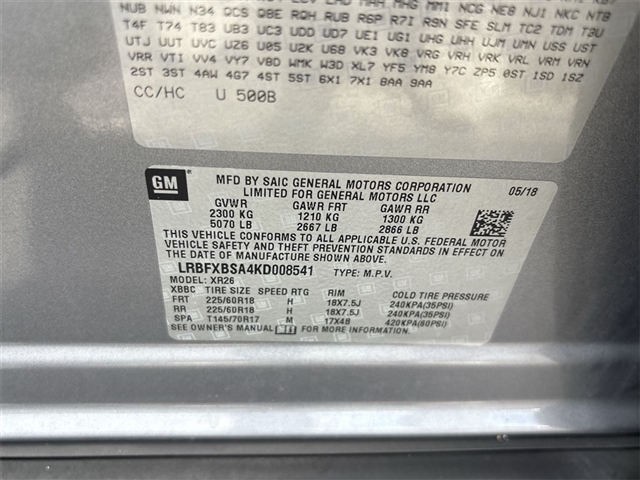 NUB NWN N34 QCS Q8E RQH RUB R6P R7I R9N SFE SLM TC2 TDM T3U
T4F T74 T83 UB3 UC3 UDD UD7 UE1 UG1 UHG UHH UJM UMN USS UST
UTJ UUT UVC UZ6 U05 U2K U68 VK3 VK8 VRG VRH VRK VRL VRM VRN
VRR VTI VV4 VY7 V8D WMK W3D XL7 YF5 YM8 Y7C ZP5 0ST 1SD 1SZ
2ST 3ST 4AW 4G7 4ST 5ST 6X1 7X1 8AA 9AA
CC/HC U 500B
GM
MFD BY SAIC GENERAL MOTORS CORPORATION 05/18
LIMITED FOR GENERAL MOTORS LLC
GVWR GAWR FRT GAWR RR
2300 KG 1210 KG 1300 KG
5070 LB 2667 LB 2866 LB
THIS VEHICLE CONFORMS TO ALL APPLICABLE U.S. FEDERAL MOTOR
VEHICLE SAFETY AND THEFT PREVENTION STANDARDS IN EFFECT ON
THE DATE OF MANUFACTURE SHOWN ABOVE.
LRBFXBSA4KD008541 TYPE: M.P.V.
MODEL: XR26
XBBC TIRE SIZE SPEED RTG RIM COLD TIRE PRESSURE
FRT 225/60R18 H 18X7.5J 240KPA(35PSI)
RR 225/60R18 H 18X7.5J 240KPA(35PSI)
SPA T145/70R17 M 17X4B 420KPA(60PSI)
SEE OWNER'S MANUAL FOR MORE INFORMATION.